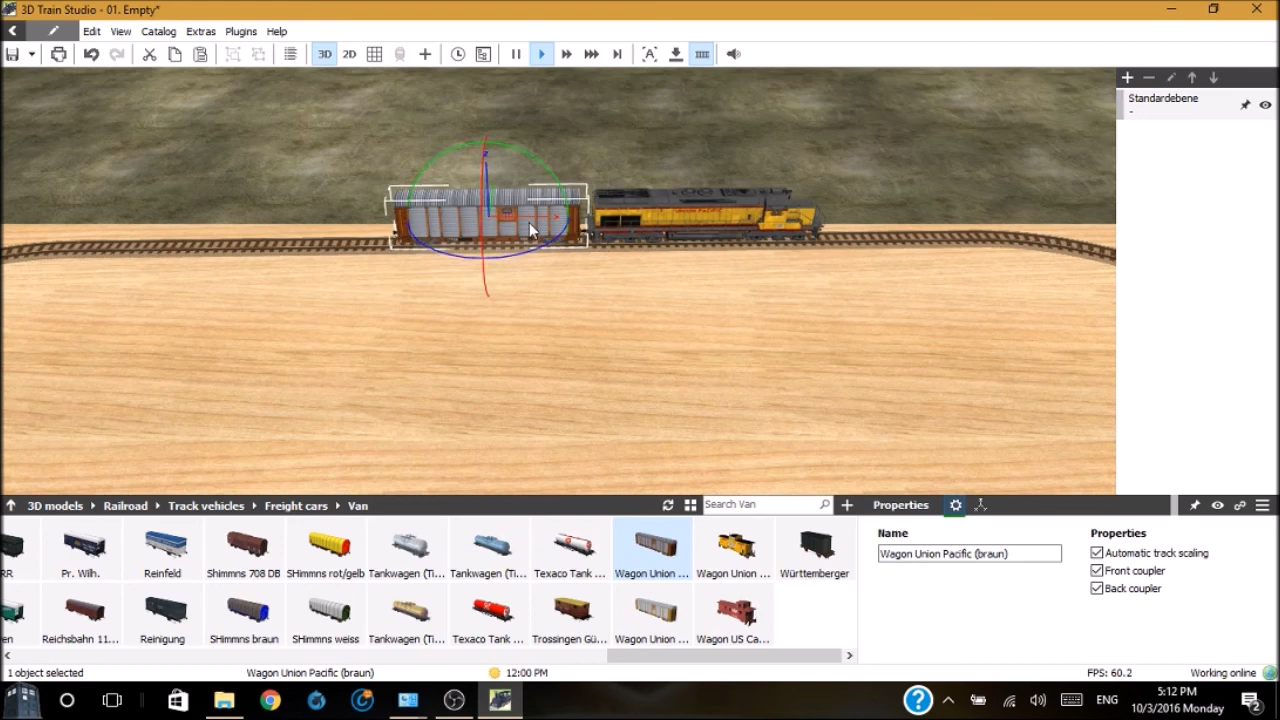 3D Train Studio - 01. Empty*
Edit View Catalog Extras Plugins Help
3D 2D
Standardebene
-
z
3D models Railroad Track vehicles Freight cars Van
Search Van
Properties
RR Pr. Wilh. Reinfeld Shimmns 708 DB SHimmns rot/gelb Tankwagen (Ti... Tankwagen (Ti... Texaco Tank ... Wagon Union ... Wagon Union ... Württemberger
en Reichsbahn 11... Reinigung SHimmns braun SHimmns weiss Tankwagen (Ti... Texaco Tank ... Trossingen Gü... Wagon Union ... Wagon US Ca...
Name
Wagon Union Pacific (braun)
Properties
Automatic track scaling
Front coupler
Back coupler
1 object selected Wagon Union Pacific (braun) 12:00 PM FPS: 60.2 Working online
ENG
5:12 PM
10/3/2016 Monday
2